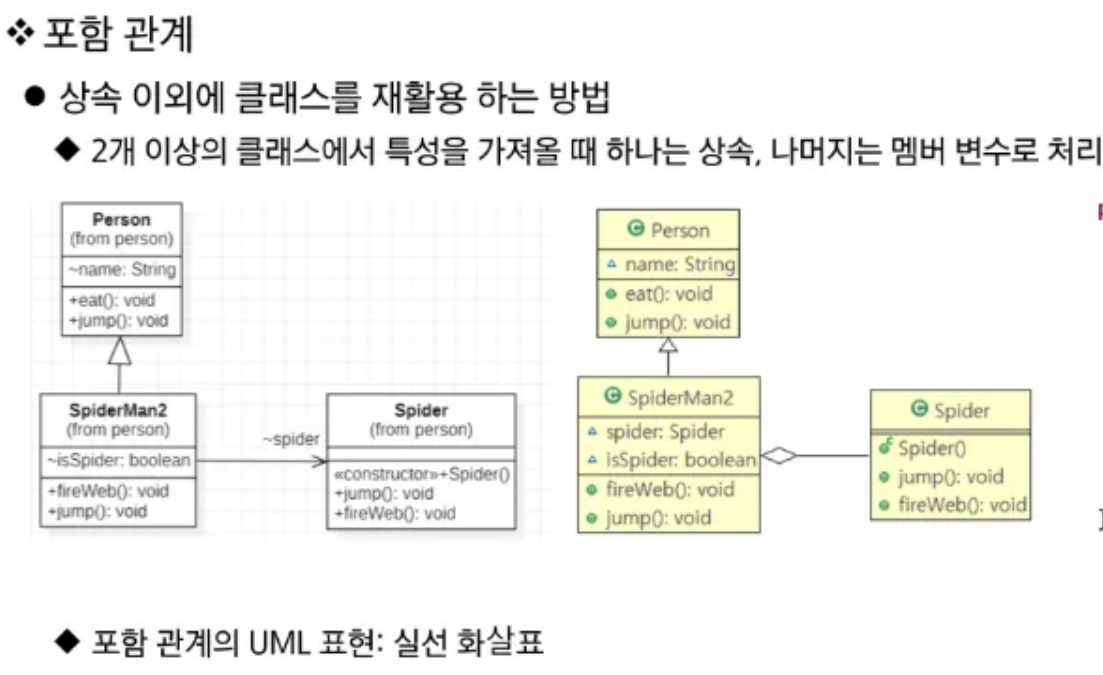 ❖ 포함 관계
● 상속 이외에 클래스를 재활용 하는 방법
◆ 2개 이상의 클래스에서 특성을 가져올 때 하나는 상속, 나머지는 멤버 변수로 처리
Person
(from person)
~name: String
+eat(): void
+jump(): void
SpiderMan2
(from person)
~isSpider: boolean
+fireWeb(): void
+jump(): void
~spider
Spider
(from person)
«constructor»+Spider()
+jump(): void
+fireWeb(): void
C Person
name: String
eat(): void
jump(): void
C SpiderMan2
spider: Spider
isSpider: boolean
fireWeb(): void
jump(): void
C Spider
C Spider()
jump(): void
fireWeb(): void
◆ 포함 관계의 UML 표현: 실선 화살표